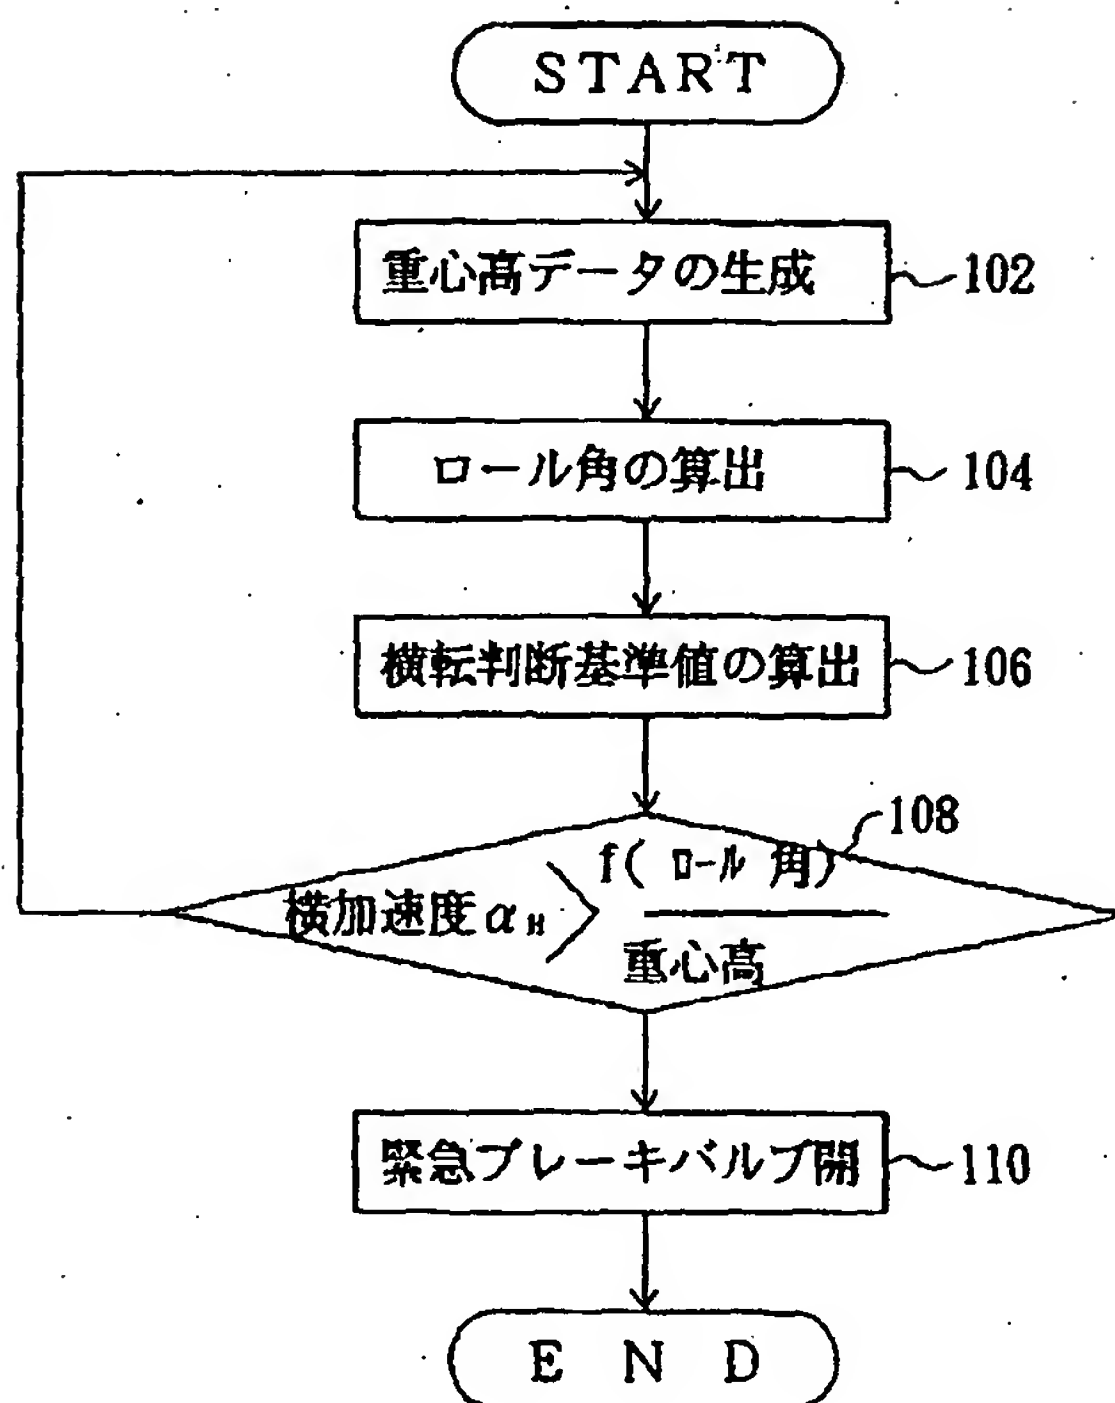 START
重心高データの生成 102
ロール角の算出 104
横転判断基準値の算出 106
108
f( ロール 角)
横加速度 αH >
重心高
緊急ブレーキバルブ開 110
END